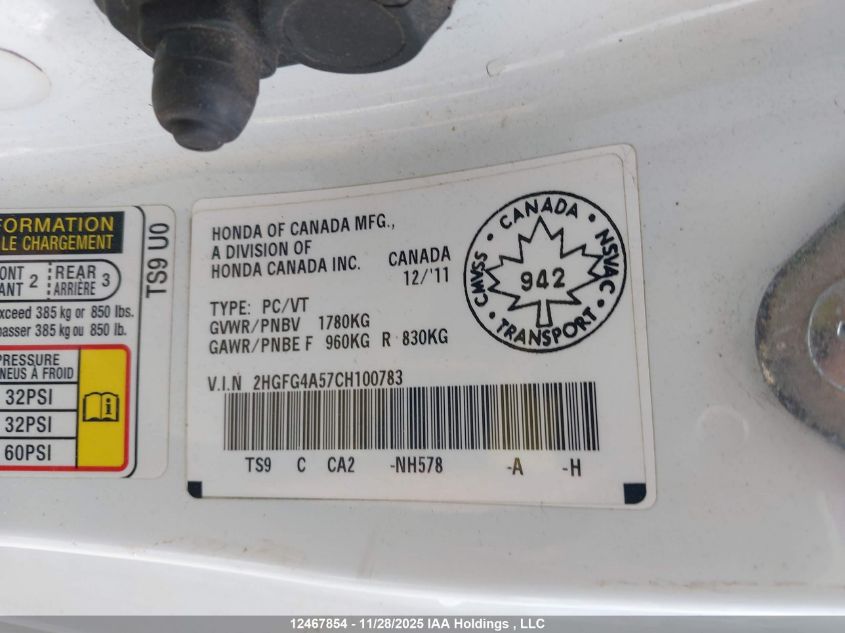 FORMATION
LE CHARGEMENT
ONT
ANT 2
REAR
ARRIÈRE 3
exceed 385 kg or 850 lbs.
passer 385 kg ou 850 lb.
PRESSURE
PNEUS À FROID
32PSI
32PSI
60PSI
TS9 U0
HONDA OF CANADA MFG.,
A DIVISION OF
HONDA CANADA INC.
CANADA
12/'11
TYPE: PC/VT
GVWR/PNBV 1780KG
GAWR/PNBE F 960KG R 830KG
V.I.N 2HGFG4A57CH100783
TS9 C CA2 -NH578 -A -H
CANADA • NSVAC • TRANSPORT • CMVSS •
942
12467854 - 11/28/2025 IAA Holdings , LLC